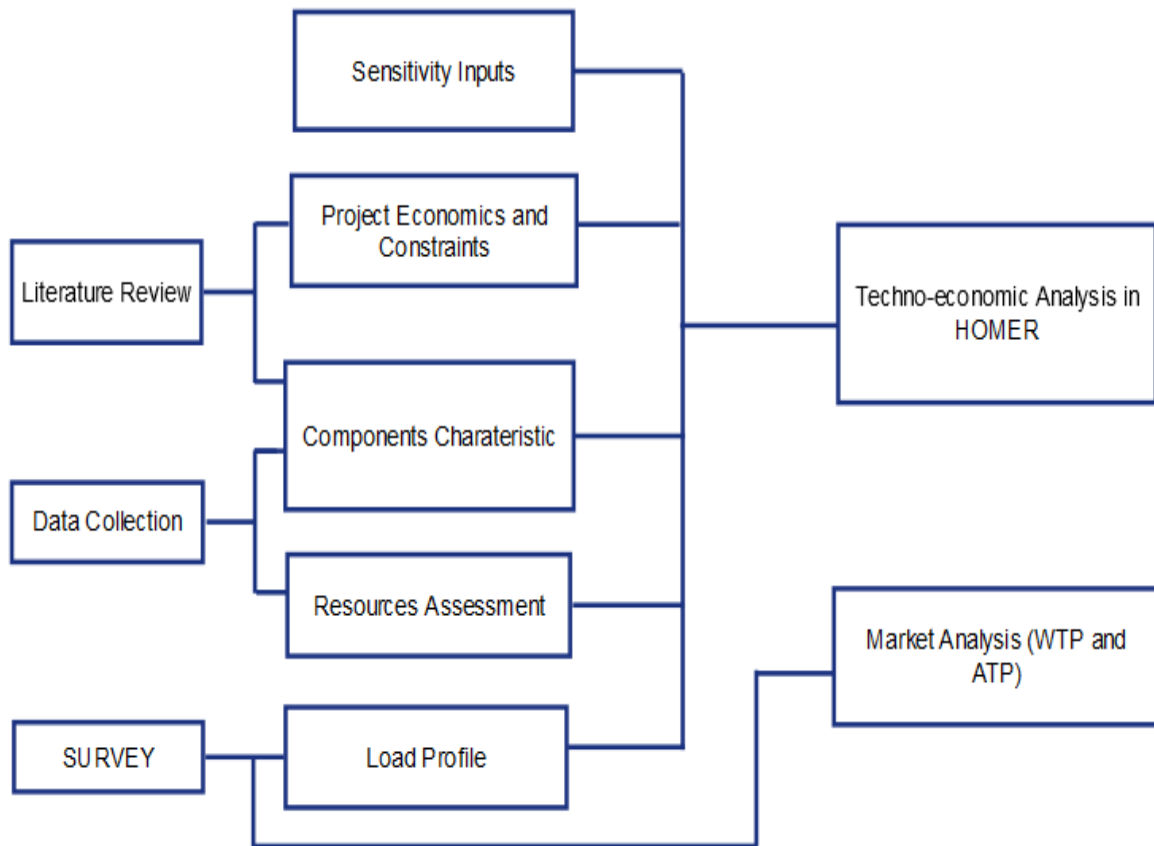 Sensitivity Inputs
Project Economics and
Constraints
Literature Review
Techno-economic Analysis in
HOMER
Components Charateristic
Data Collection
Resources Assessment
Market Analysis (WTP and
ATP)
SURVEY
Load Profile